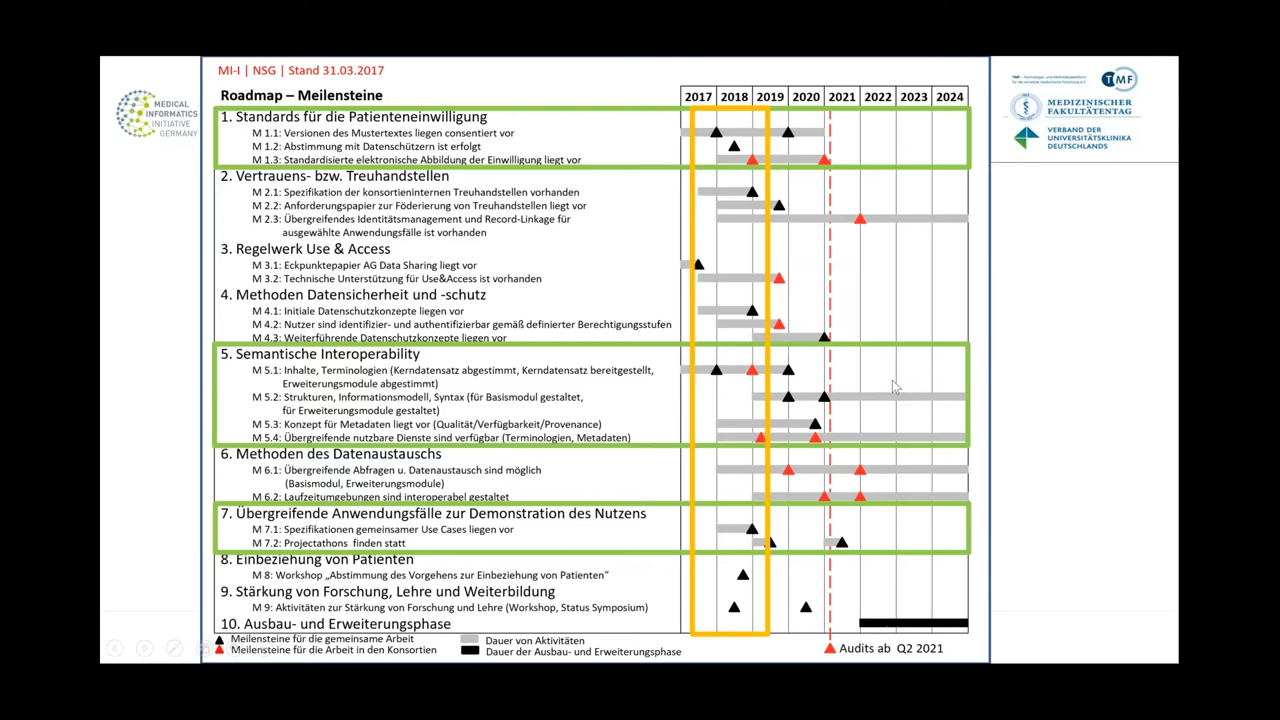 MI-I | NSG | Stand 31.03.2017
Roadmap – Meilensteine
2017 2018 2019 2020 2021 2022 2023 2024
1. Standards für die Patienteneinwilligung
M 1.1: Versionen des Mustertextes liegen consentiert vor
M 1.2: Abstimmung mit Datenschützern ist erfolgt
M 1.3: Standardisierte elektronische Abbildung der Einwilligung liegt vor
2. Vertrauens- bzw. Treuhandstellen
M 2.1: Spezifikation der konsortieninternen Treuhandstellen vorhanden
M 2.2: Anforderungspapier zur Föderierung von Treuhandstellen liegt vor
M 2.3: Übergreifendes Identitätsmanagement und Record-Linkage für
ausgewählte Anwendungsfälle ist vorhanden
3. Regelwerk Use & Access
M 3.1: Eckpunktepapier AG Data Sharing liegt vor
M 3.2: Technische Unterstützung für Use&Access ist vorhanden
4. Methoden Datensicherheit und -schutz
M 4.1: Initiale Datenschutzkonzepte liegen vor
M 4.2: Nutzer sind identifizier- und authentifizierbar gemäß definierter Berechtigungsstufen
M 4.3: Weiterführende Datenschutzkonzepte liegen vor
5. Semantische Interoperability
M 5.1: Inhalte, Terminologien (Kerndatensatz abgestimmt, Kerndatensatz bereitgestellt,
Erweiterungsmodule abgestimmt)
M 5.2: Strukturen, Informationsmodell, Syntax (für Basismodul gestaltet,
für Erweiterungsmodule gestaltet)
M 5.3: Konzept für Metadaten liegt vor (Qualität/Verfügbarkeit/Provenance)
M 5.4: Übergreifende nutzbare Dienste sind verfügbar (Terminologien, Metadaten)
6. Methoden des Datenaustauschs
M 6.1: Übergreifende Abfragen u. Datenaustausch sind möglich
(Basismodul, Erweiterungsmodule)
M 6.2: Laufzeitumgebungen sind interoperabel gestaltet
7. Übergreifende Anwendungsfälle zur Demonstration des Nutzens
M 7.1: Spezifikationen gemeinsamer Use Cases liegen vor
M 7.2: Projectathons finden statt
8. Einbeziehung von Patienten
M 8: Workshop „Abstimmung des Vorgehens zur Einbeziehung von Patienten“
9. Stärkung von Forschung, Lehre und Weiterbildung
M 9: Aktivitäten zur Stärkung von Forschung und Lehre (Workshop, Status Symposium)
10. Ausbau- und Erweiterungsphase
Meilensteine für die gemeinsame Arbeit
Meilensteine für die Arbeit in den Konsortien
Dauer von Aktivitäten
Dauer der Ausbau- und Erweiterungsphase
Audits ab Q2 2021
MEDICAL
INFORMATICS
INITIATIVE
GERMANY
TMF
MEDIZINISCHER
FAKULTÄTENTAG
VERBAND DER
UNIVERSITÄTSKLINIKA
DEUTSCHLANDS